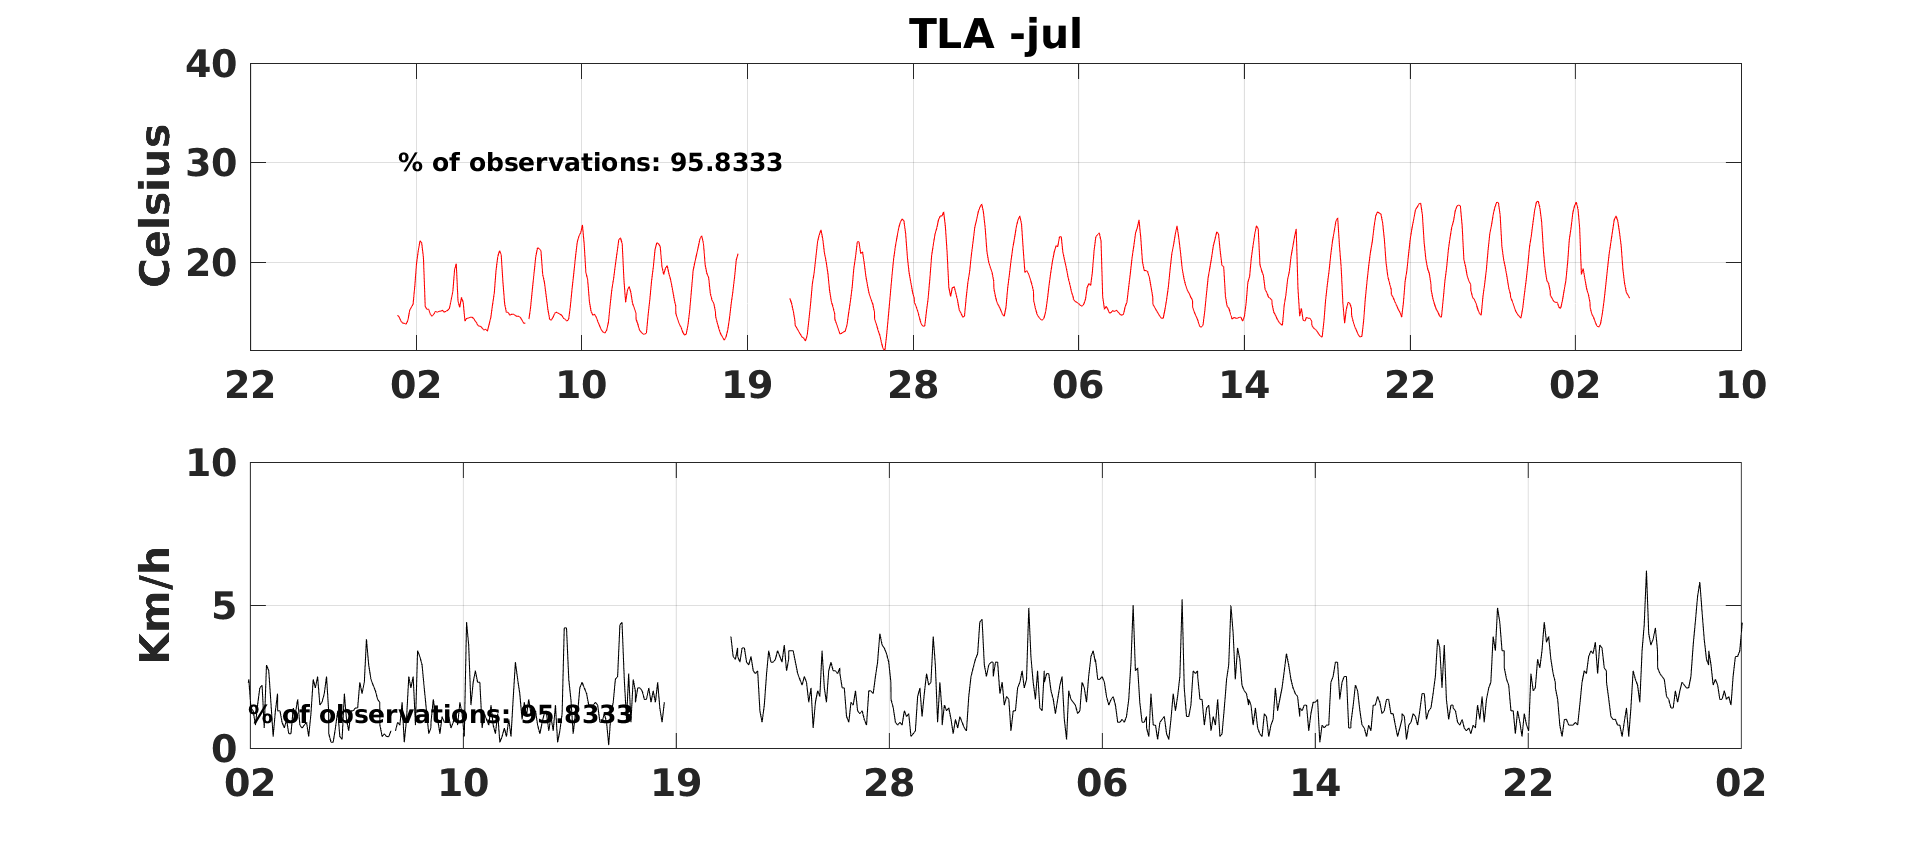 TLA -jul
Celsius
40
30
20
% of observations: 95.8333
22 02 10 19 28 06 14 22 02 10
Km/h
10
5
0
% of observations: 95.8333
02 10 19 28 06 14 22 02